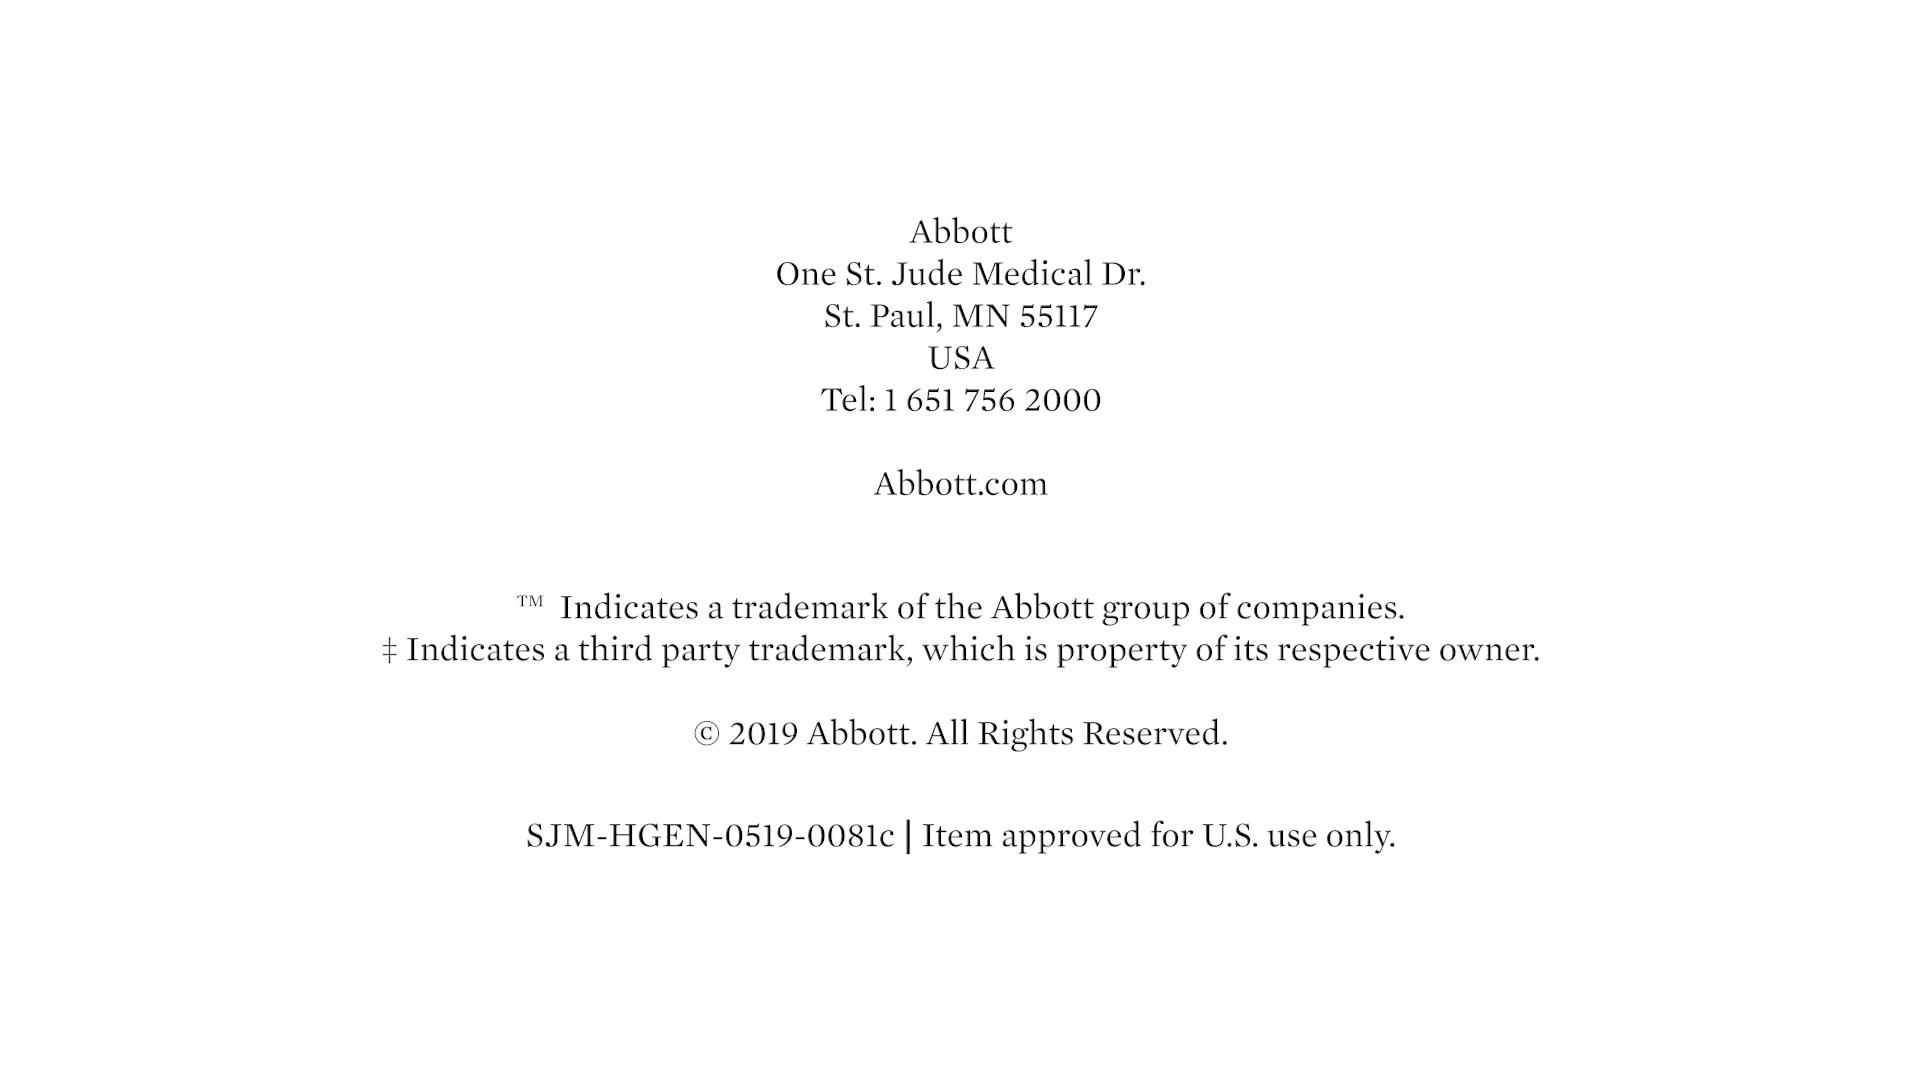 Abbott
One St. Jude Medical Dr.
St. Paul, MN 55117
USA
Tel: 1 651 756 2000
Abbott.com
™ Indicates a trademark of the Abbott group of companies.
‡ Indicates a third party trademark, which is property of its respective owner.
© 2019 Abbott. All Rights Reserved.
SJM-HGEN-0519-0081c | Item approved for U.S. use only.